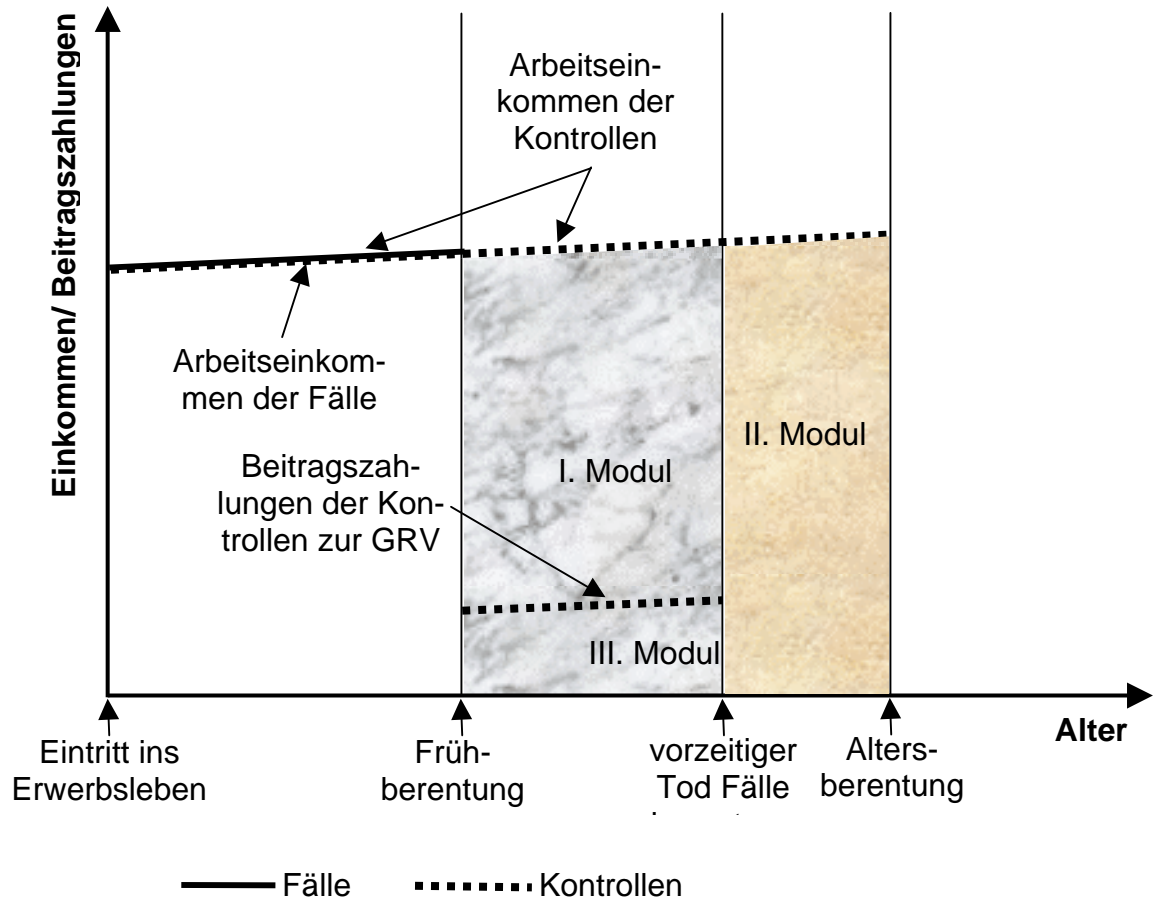 Einkommen/ Beitragszahlungen
Arbeitsein-
kommen der
Kontrollen
Arbeitseinkom-
men der Fälle
Beitragszah-
lungen der Kon-
trollen zur GRV
I. Modul
II. Modul
III. Modul
Alter
Eintritt ins
Erwerbsleben
Früh-
berentung
vorzeitiger
Tod Fälle
Alters-
berentung
Fälle
Kontrollen